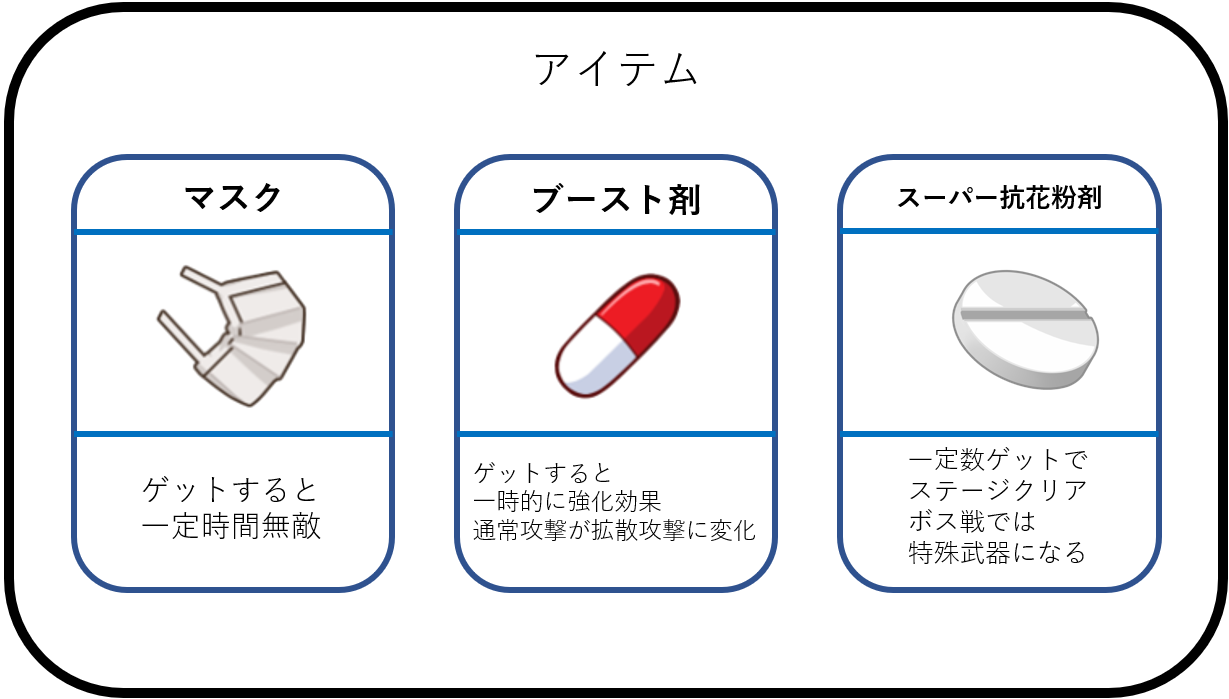 アイテム
マスク
ゲットすると
一定時間無敵
ブースト剤
ゲットすると
一時的に強化効果
通常攻撃が拡散攻撃に変化
スーパー抗花粉剤
一定数ゲットで
ステージクリア
ボス戦では
特殊武器になる